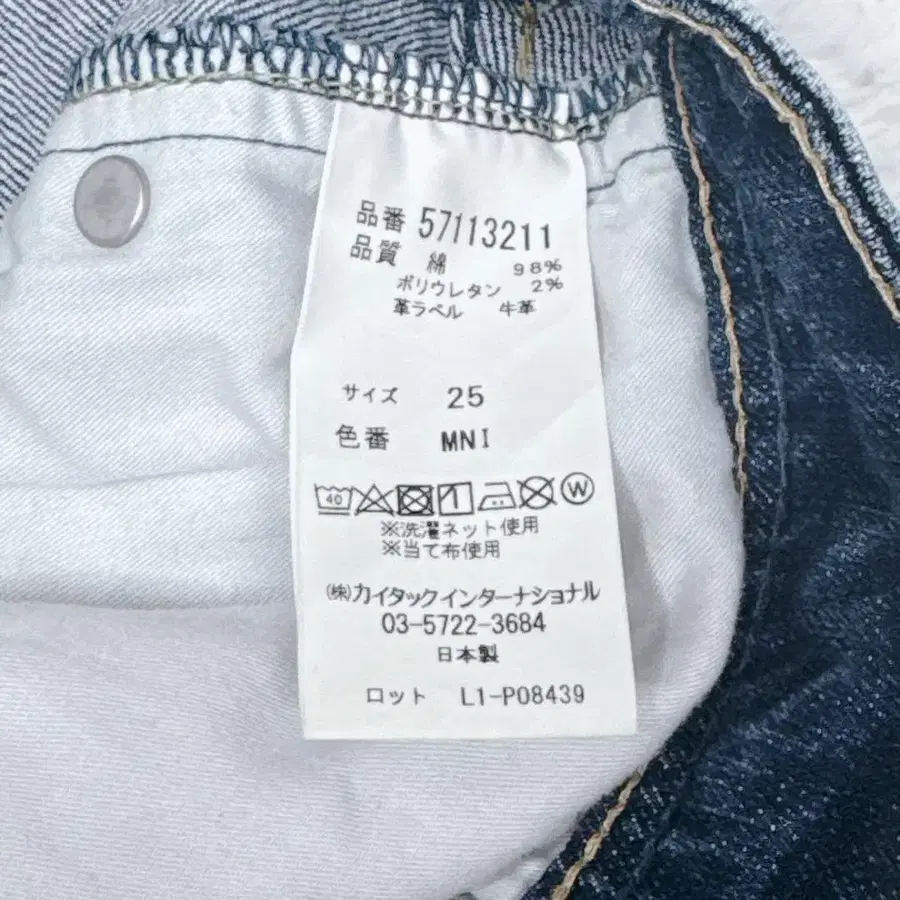 品番 57113211
品質 綿 98%
ポリウレタン 2%
革ラベル 牛革
サイズ 25
色番 MNI
40 W
※洗濯ネット使用
※当て布使用
㈱カイタックインターナショナル
03-5722-3684
日本製
ロット L1-P08439